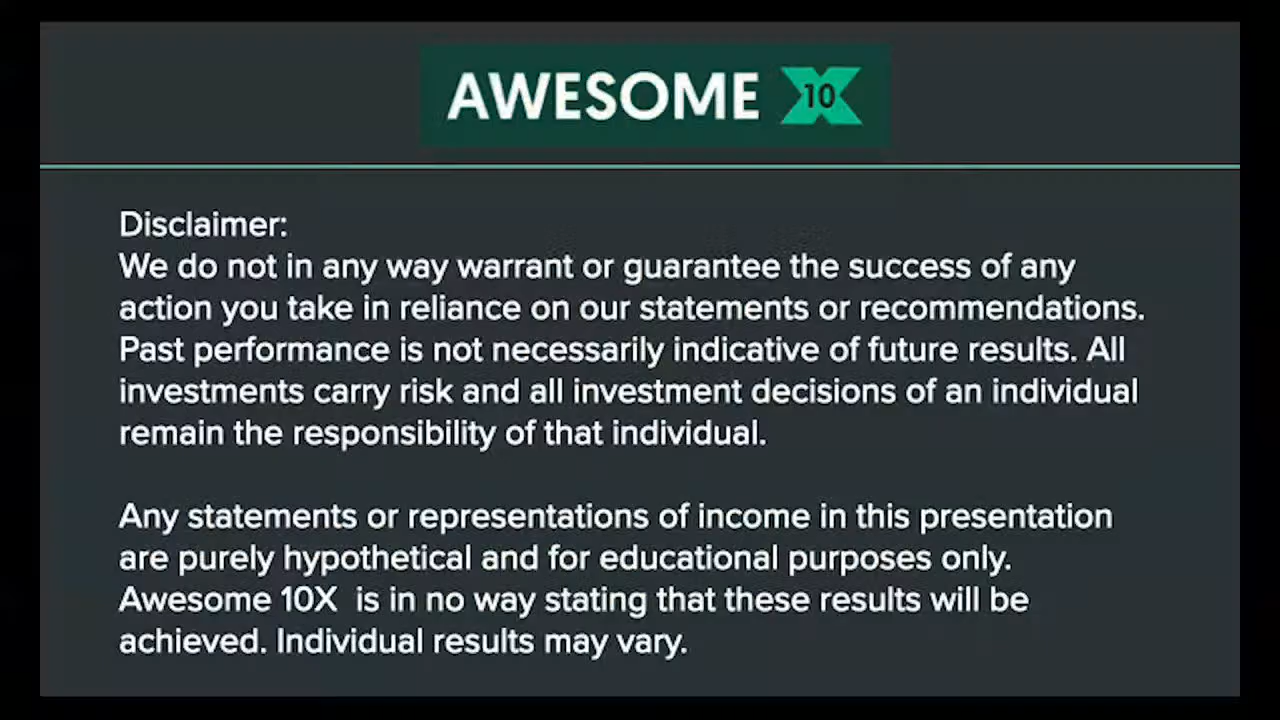 AWESOME 10X
Disclaimer:
We do not in any way warrant or guarantee the success of any
action you take in reliance on our statements or recommendations.
Past performance is not necessarily indicative of future results. All
investments carry risk and all investment decisions of an individual
remain the responsibility of that individual.
Any statements or representations of income in this presentation
are purely hypothetical and for educational purposes only.
Awesome 10X  is in no way stating that these results will be
achieved. Individual results may vary.